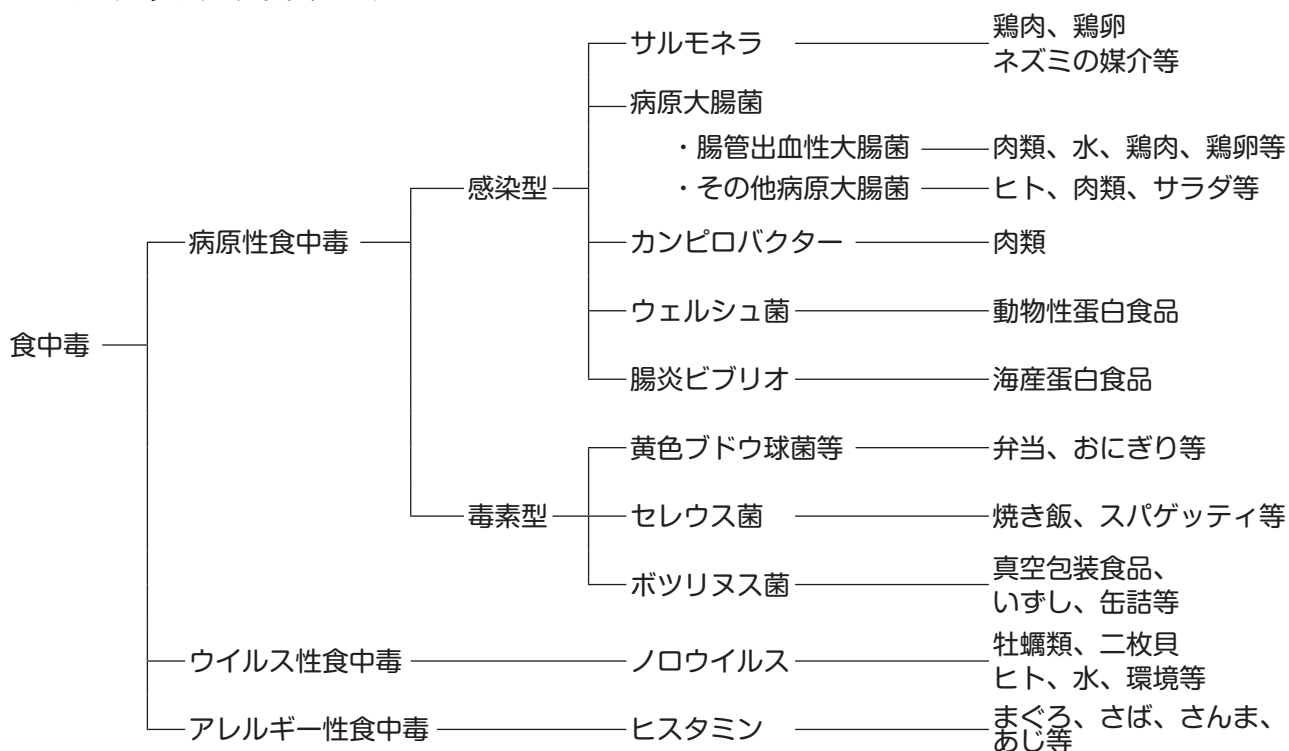 サルモネラ
鶏肉、鶏卵
ネズミの媒介等
病原大腸菌
・腸管出血性大腸菌
肉類、水、鶏肉、鶏卵等
・その他病原大腸菌
ヒト、肉類、サラダ等
感染型
病原性食中毒
カンピロバクター
肉類
ウェルシュ菌
動物性蛋白食品
食中毒
腸炎ビブリオ
海産蛋白食品
黄色ブドウ球菌等
弁当、おにぎり等
毒素型
セレウス菌
焼き飯、スパゲッティ等
ボツリヌス菌
真空包装食品、
いずし、缶詰等
ウイルス性食中毒
ノロウイルス
牡蠣類、二枚貝
ヒト、水、環境等
アレルギー性食中毒
ヒスタミン
まぐろ、さば、さんま、
あじ等